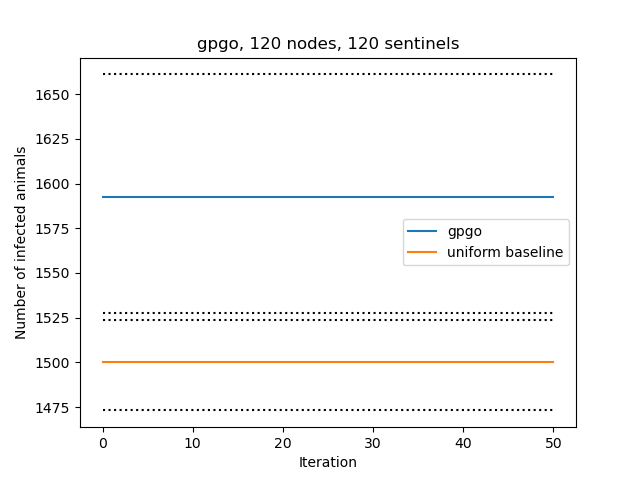 gpgo, 120 nodes, 120 sentinels
Number of infected animals
1650
1625
1600
1575
1550
1525
1500
1475
gpgo
uniform baseline
0
10
20
30
40
50
Iteration